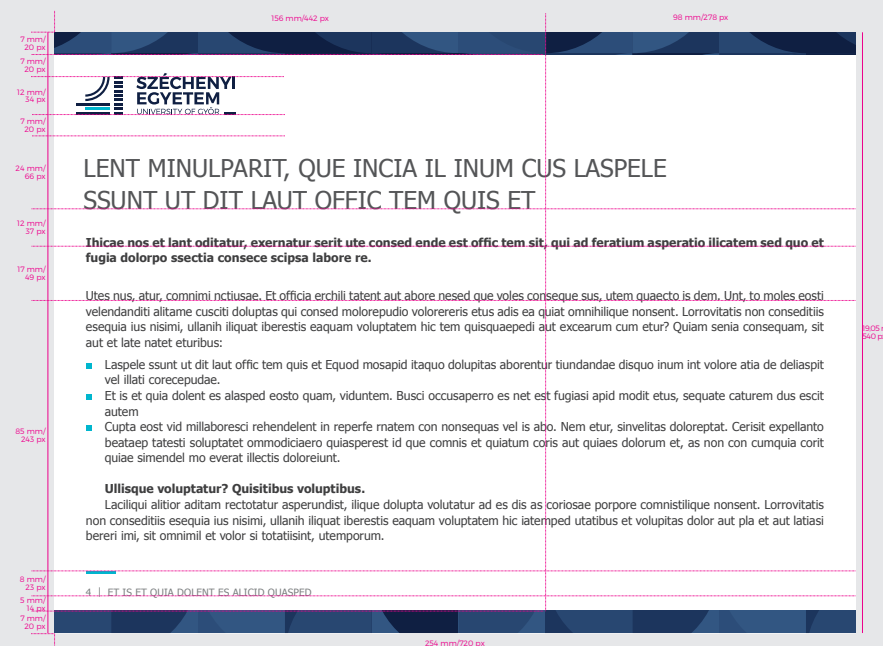 156 mm/442 px
98 mm/278 px
7 mm/
20 px
7 mm/
20 px
12 mm/
34 px
7 mm/
20 px
24 mm/
66 px
12 mm/
37 px
17 mm/
49 px
85 mm/
243 px
8 mm/
23 px
5 mm/
14 px
7 mm/
20 px
SZÉCHENYI
EGYETEM
UNIVERSITY OF GYŐR
LENT MINULPARIT, QUE INCIA IL INUM CUS LASPELE
SSUNT UT DIT LAUT OFFIC TEM QUIS ET
Ihicae nos et lant oditatur, exernatur serit ute consed ende est offic tem sit, qui ad feratium asperatio ilicatem sed quo et
fugia dolorpo ssectia consece scipsa labore re.
Utes nus, atur, comnimi nctiusae. Et officia erchili tatent aut abore nesed que voles conseque sus, utem quaecto is dem. Unt, to moles eosti
velendanditi alitame cusciti doluptas qui consed molorepudio volorereris etus adis ea quiat omnihilique nonsent. Lorrovitatis non conseditiis
esequia ius nisimi, ullanih iliquat iberestis eaquam voluptatem hic tem quisquaepedi aut excearum cum etur? Quiam senia consequam, sit
aut et late natet eturibus:
Laspele ssunt ut dit laut offic tem quis et Equod mosapid itaquo dolupitas aborentur tiundandae disquo inum int volore atia de deliaspit
vel illati corecepudae.
Et is et quia dolent es alasped eosto quam, viduntem. Busci occusaperro es net est fugiasi apid modit etus, sequate caturem dus escit
autem
Cupta eost vid millaboresci rehendelent in reperfe rnatem con nonsequas vel is abo. Nem etur, sinvelitas doloreptat. Cerisit expellanto
beataep tatesti soluptatet ommodiciaero quiasperest id que comnis et quiatum coris aut quiaes dolorum et, as non con cumquia corit
quiae simendel mo everat illectis doloreiunt.
Ullisque voluptatur? Quisitibus voluptibus.
Laciliqui alitior aditam rectotatur asperundist, ilique dolupta volutatur ad es dis as coriosae porpore comnistilique nonsent. Lorrovitatis
non conseditiis esequia ius nisimi, ullanih iliquat iberestis eaquam voluptatem hic iatemped utatibus et volupitas dolor aut pla et aut latiasi
bereri imi, sit omnimil et volor si totatiisint, utemporum.
4 | ET IS ET QUIA DOLENT ES ALICID QUASPED
540 px
254 mm/720 px